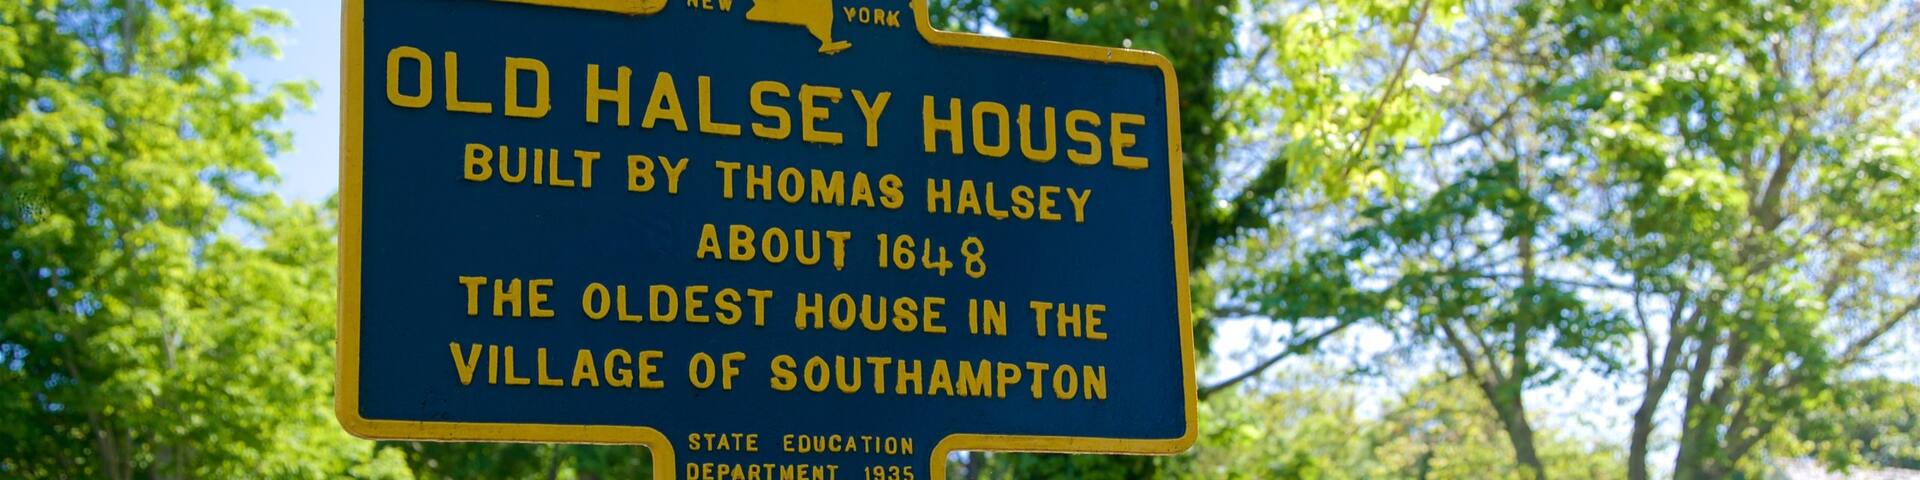 NEW YORK
OLD HALSEY HOUSE
BUILT BY THOMAS HALSEY
ABOUT 1648
THE OLDEST HOUSE IN THE
VILLAGE OF SOUTHAMPTON
STATE EDUCATION
DEPARTMENT 1935